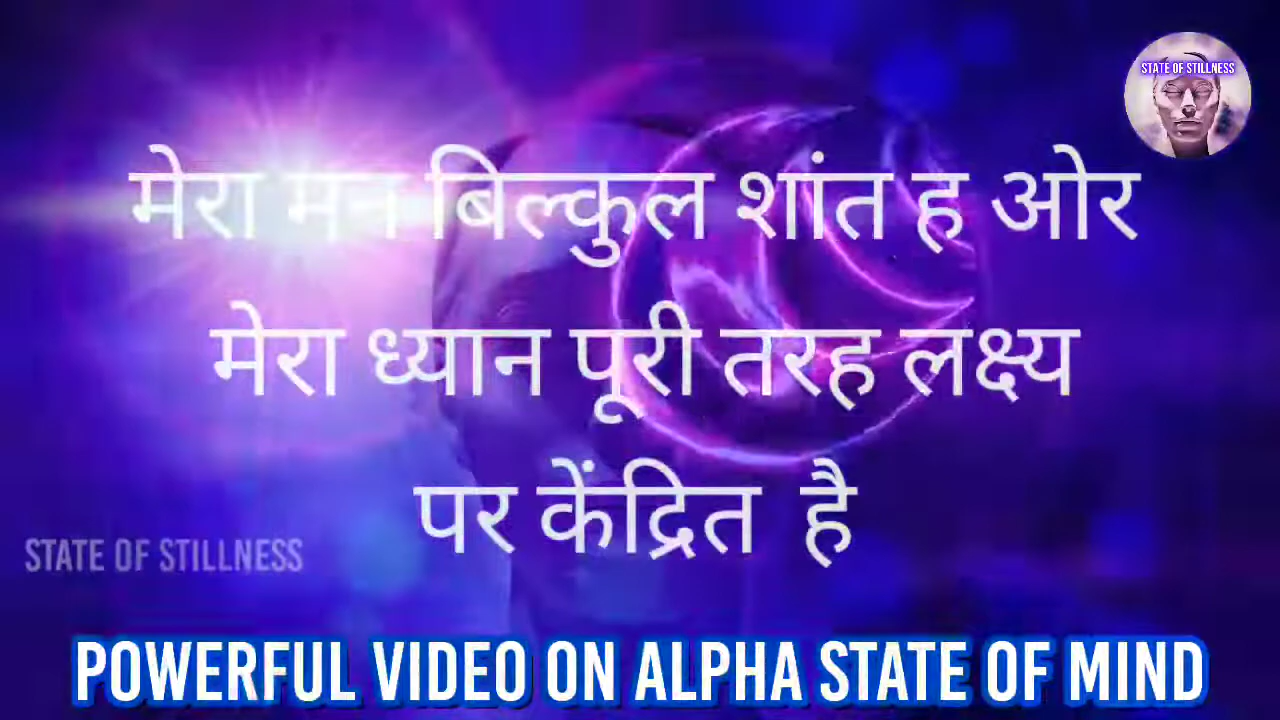 STATE OF STILLNESS
मेरा मन बिल्कुल शांत ह ओर
मेरा ध्यान पूरी तरह लक्ष्य
पर केंद्रित है
STATE OF STILLNESS
POWERFUL VIDEO ON ALPHA STATE OF MIND